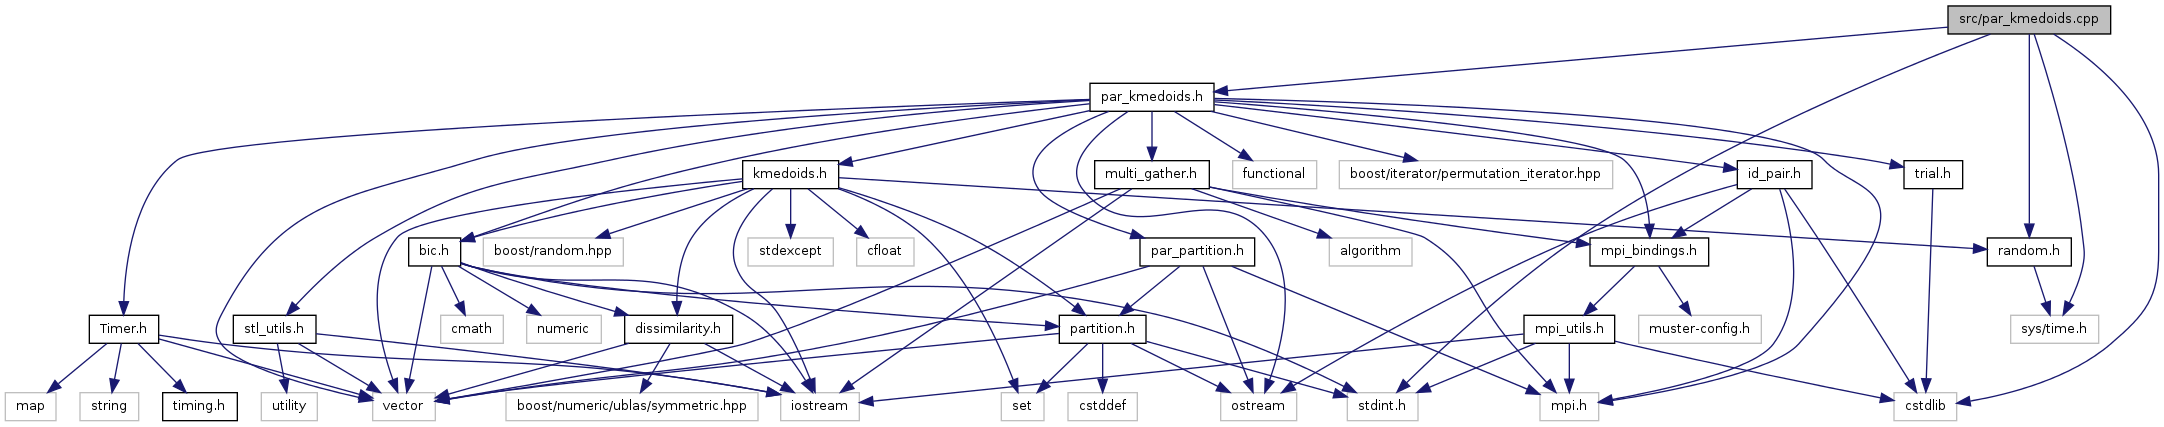 src/par_kmedoids.cpp
par_kmedoids.h
kmedoids.h
multi_gather.h
functional
boost/iterator/permutation_iterator.hpp
id_pair.h
trial.h
bic.h
boost/random.hpp
stdexcept
cfloat
par_partition.h
algorithm
mpi_bindings.h
random.h
Timer.h
stl_utils.h
cmath
numeric
dissimilarity.h
partition.h
mpi_utils.h
muster-config.h
sys/time.h
map
string
timing.h
utility
vector
boost/numeric/ublas/symmetric.hpp
iostream
set
cstddef
ostream
stdint.h
mpi.h
cstdlib